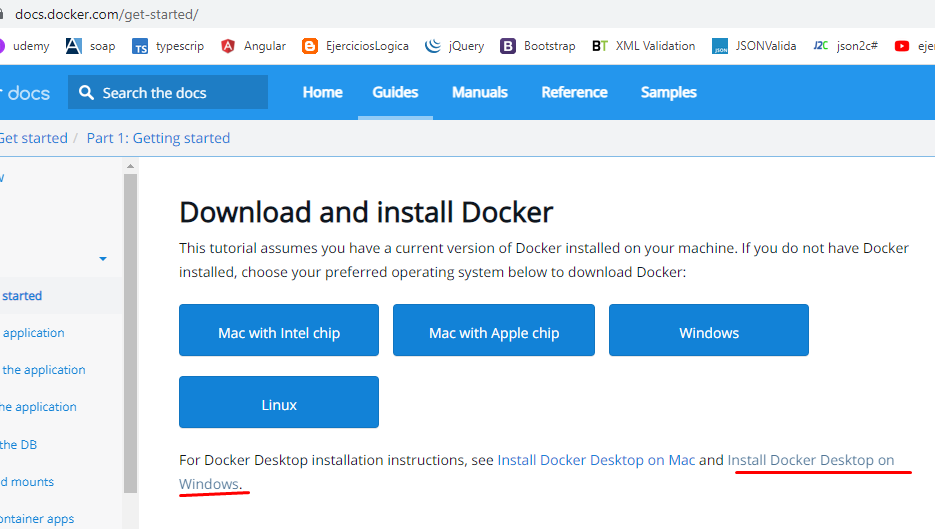 docs.docker.com/get-started/
udemy soap typescrip Angular EjerciciosLogica jQuery Bootstrap BT XML Validation JSONValida json2c# eje
docs Search the docs Home Guides Manuals Reference Samples
Get started / Part 1: Getting started
Download and install Docker
This tutorial assumes you have a current version of Docker installed on your machine. If you do not have Docker
installed, choose your preferred operating system below to download Docker:
started
Mac with Intel chip Mac with Apple chip Windows
application
the application
he application
Linux
the DB
For Docker Desktop installation instructions, see Install Docker Desktop on Mac and Install Docker Desktop on
Windows.
d mounts
ontainer apps